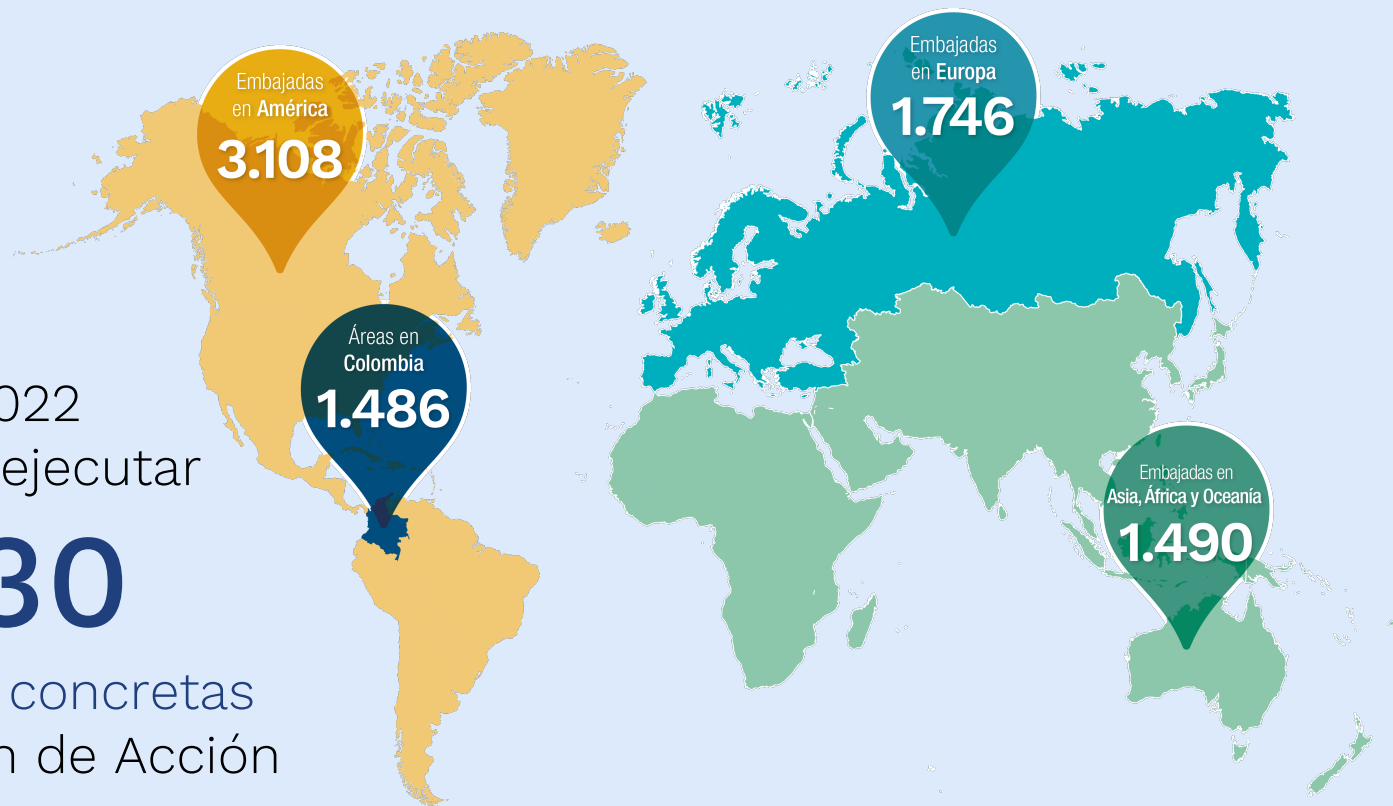 Embajadas
en América
3.108
Embajadas
en Europa
1.746
Áreas en
Colombia
1.486
Embajadas en
Asia, África y Oceanía
1.490
022
ejecutar
30
concretas
n de Acción